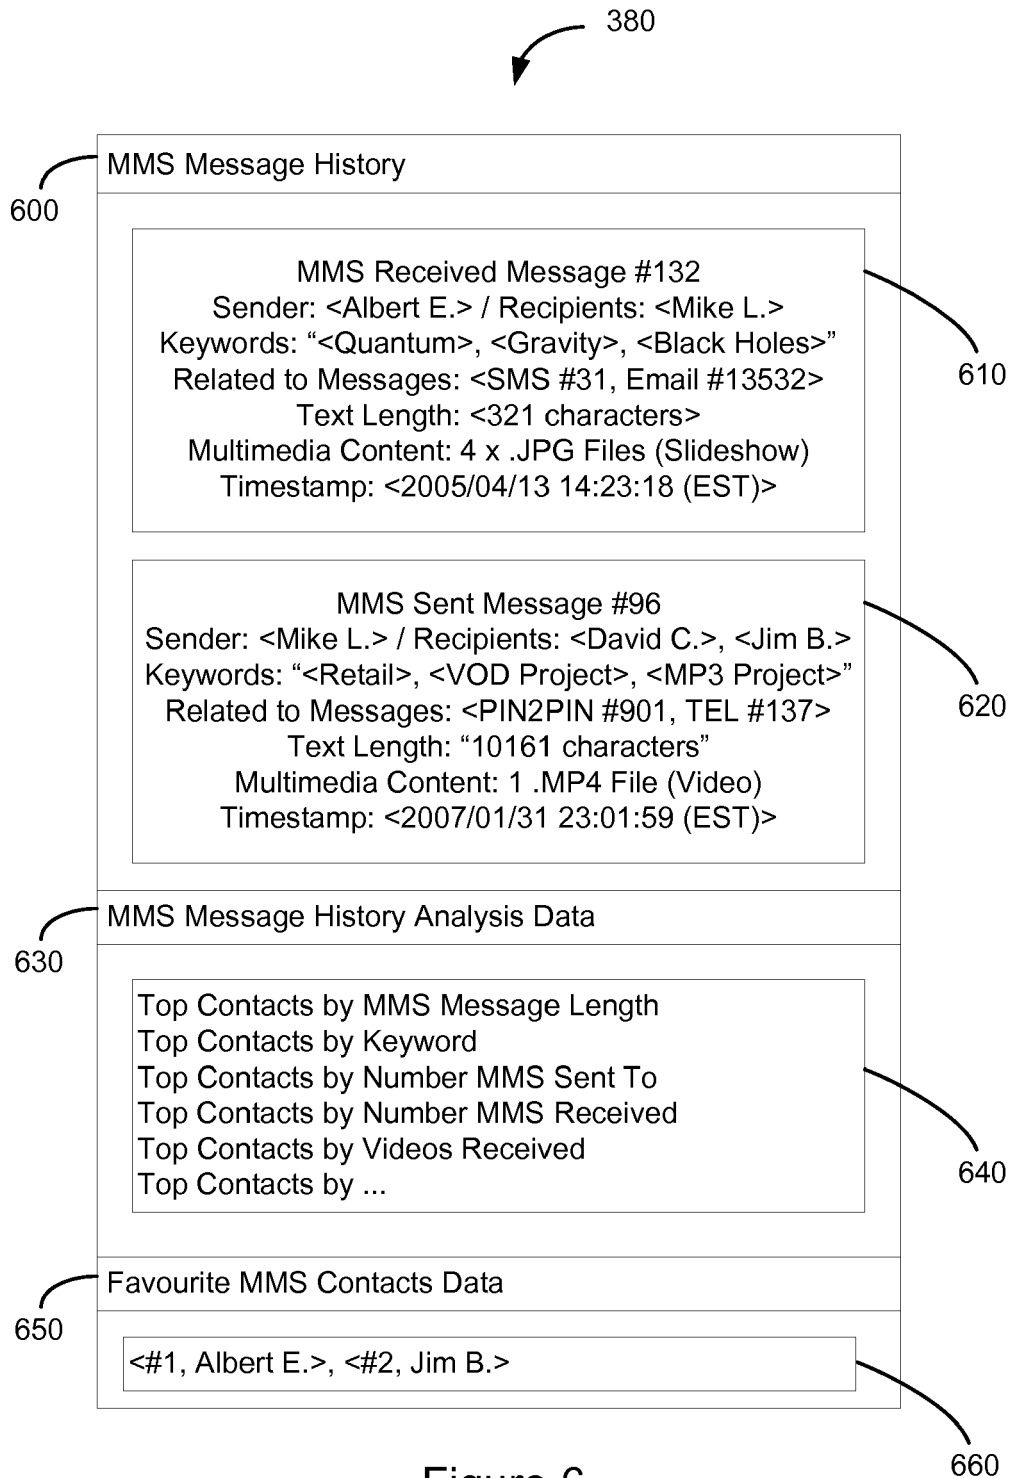 380
MMS Message History
600
MMS Received Message #132
Sender: <Albert E.> / Recipients: <Mike L.>
Keywords: “<Quantum>, <Gravity>, <Black Holes>”
Related to Messages: <SMS #31, Email #13532>
Text Length: <321 characters>
Multimedia Content: 4 x .JPG Files (Slideshow)
Timestamp: <2005/04/13 14:23:18 (EST)>
610
MMS Sent Message #96
Sender: <Mike L.> / Recipients: <David C.>, <Jim B.>
Keywords: “<Retail>, <VOD Project>, <MP3 Project>”
Related to Messages: <PIN2PIN #901, TEL #137>
Text Length: “10161 characters”
Multimedia Content: 1 .MP4 File (Video)
Timestamp: <2007/01/31 23:01:59 (EST)>
620
MMS Message History Analysis Data
630
Top Contacts by MMS Message Length
Top Contacts by Keyword
Top Contacts by Number MMS Sent To
Top Contacts by Number MMS Received
Top Contacts by Videos Received
Top Contacts by ...
640
Favourite MMS Contacts Data
650
<#1, Albert E.>, <#2, Jim B.>
660
Figure 6